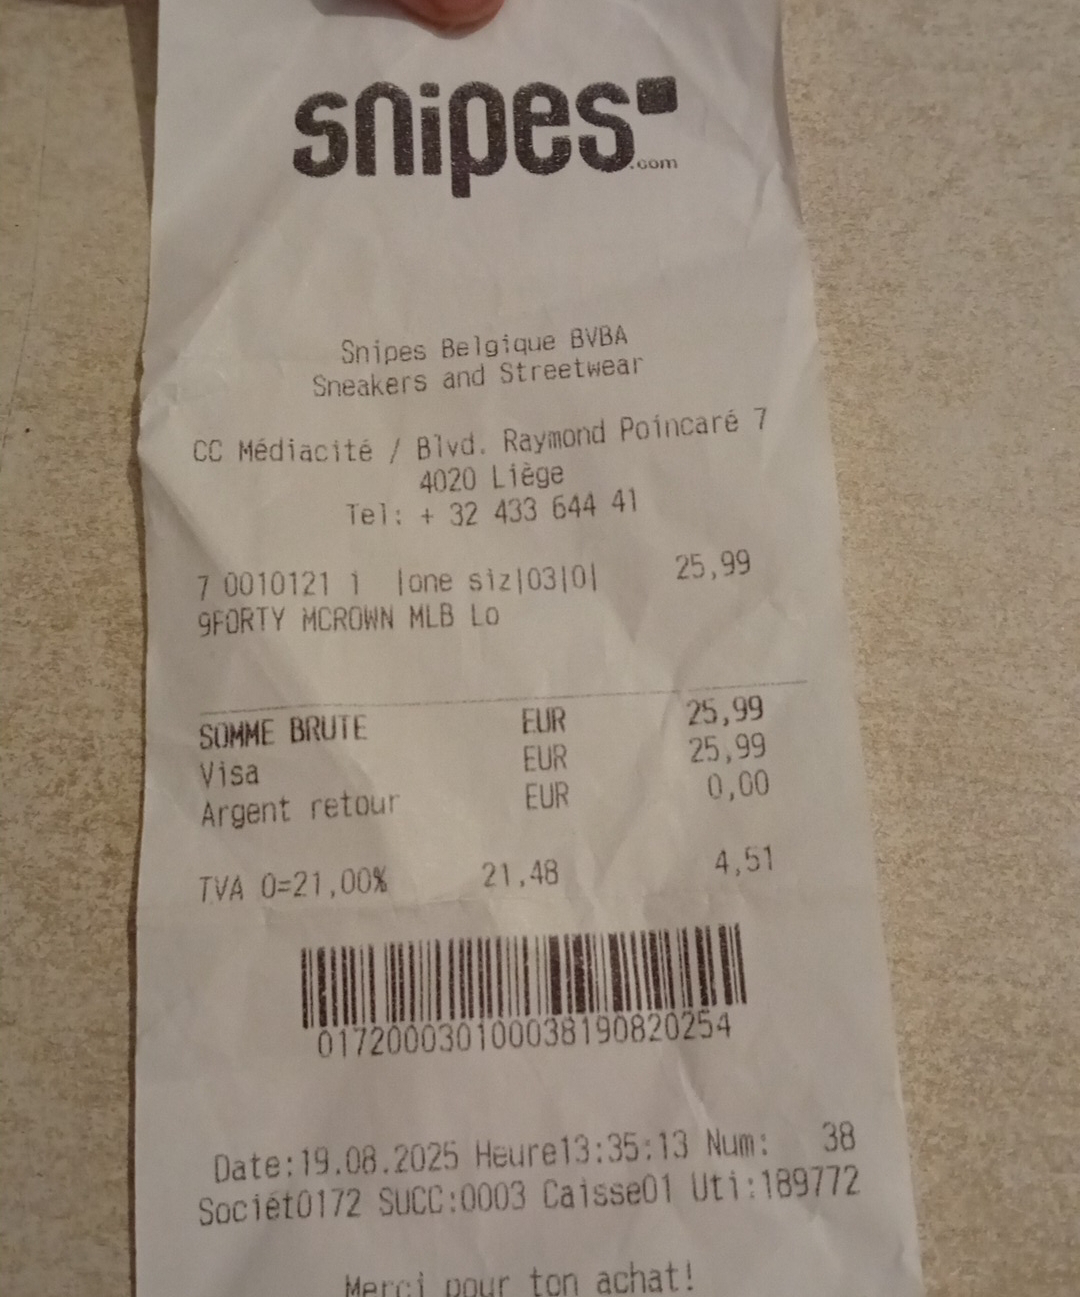 snipes
.com
Snipes Belgique BVBA
Sneakers and Streetwear
CC Médiacité / Blvd. Raymond Poincaré 7
4020 Liège
Tel: + 32 433 644 41
7 0010121 1 |one siz|03|0| 25,99
9FORTY MCROWN MLB Lo
SOMME BRUTE EUR 25,99
Visa EUR 25,99
Argent retour EUR 0,00
TVA 0=21,00% 21,48 4,51
017200030100038190820254
Date:19.08.2025 Heure13:35:13 Num: 38
Sociét0172 SUCC:0003 Caisse01 Uti:189772
Merci pour ton achat!